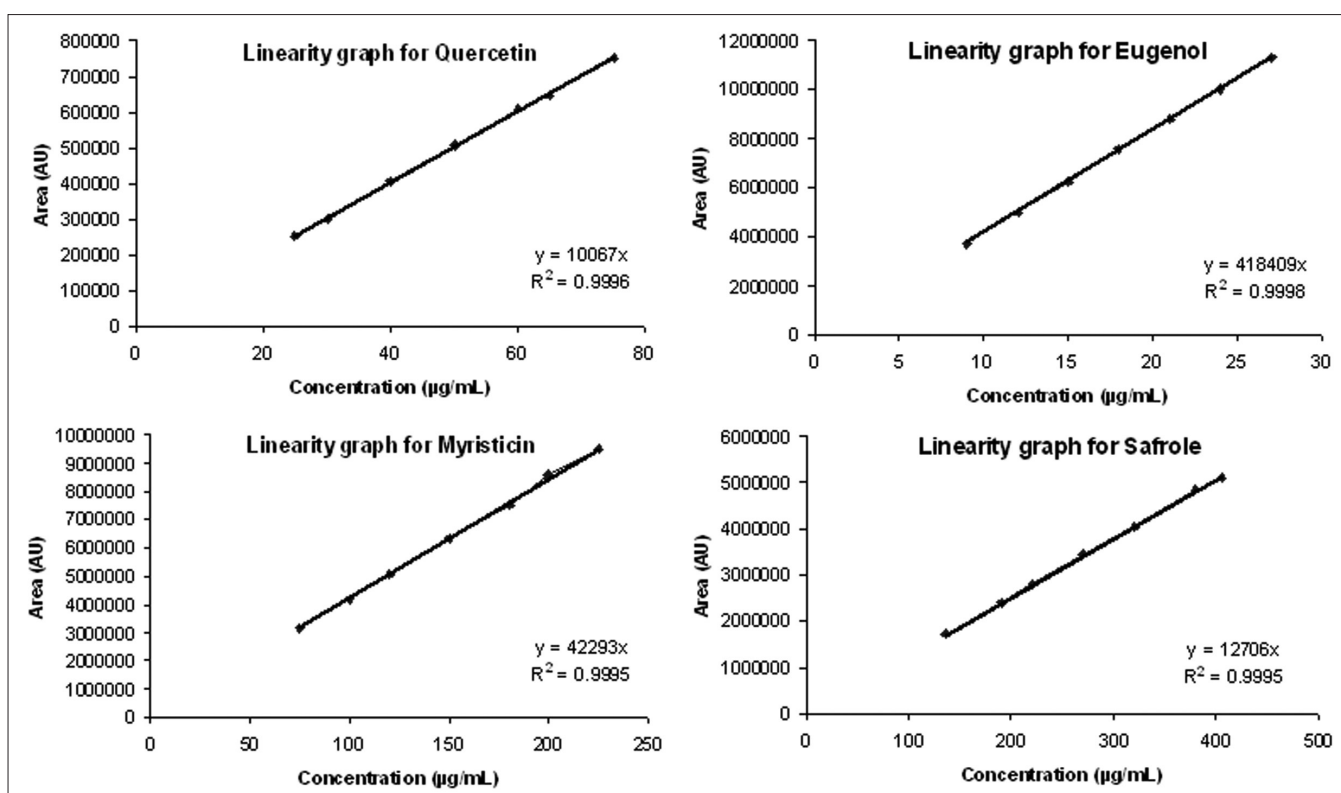 Linearity graph for Quercetin
800000
700000
600000
500000
400000
300000
200000
100000
0
Area (AU)
y = 10067x
R² = 0.9996
0 20 40 60 80
Concentration (µg/mL)
Linearity graph for Eugenol
12000000
10000000
8000000
6000000
4000000
2000000
0
Area (AU)
y = 418409x
R² = 0.9998
0 5 10 15 20 25 30
Concentration (µg/mL)
Linearity graph for Myristicin
10000000
9000000
8000000
7000000
6000000
5000000
4000000
3000000
2000000
1000000
0
Area (AU)
y = 42293x
R² = 0.9995
0 50 100 150 200 250
Concentration (µg/mL)
Linearity graph for Safrole
6000000
5000000
4000000
3000000
2000000
1000000
0
Area (AU)
y = 12706x
R² = 0.9995
0 100 200 300 400 500
Concentration (µg/mL)